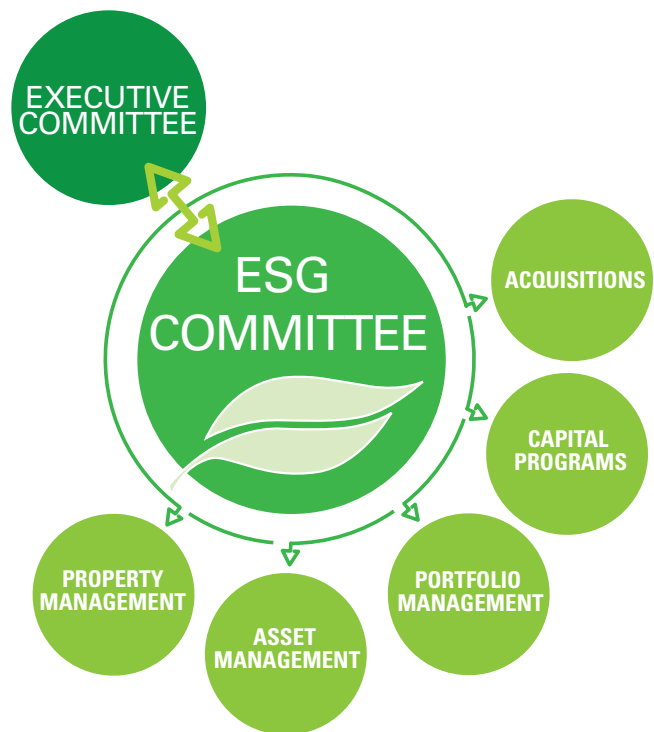 EXECUTIVE
COMMITTEE
ESG
COMMITTEE
ACQUISITIONS
CAPITAL
PROGRAMS
PORTFOLIO
MANAGEMENT
ASSET
MANAGEMENT
PROPERTY
MANAGEMENT